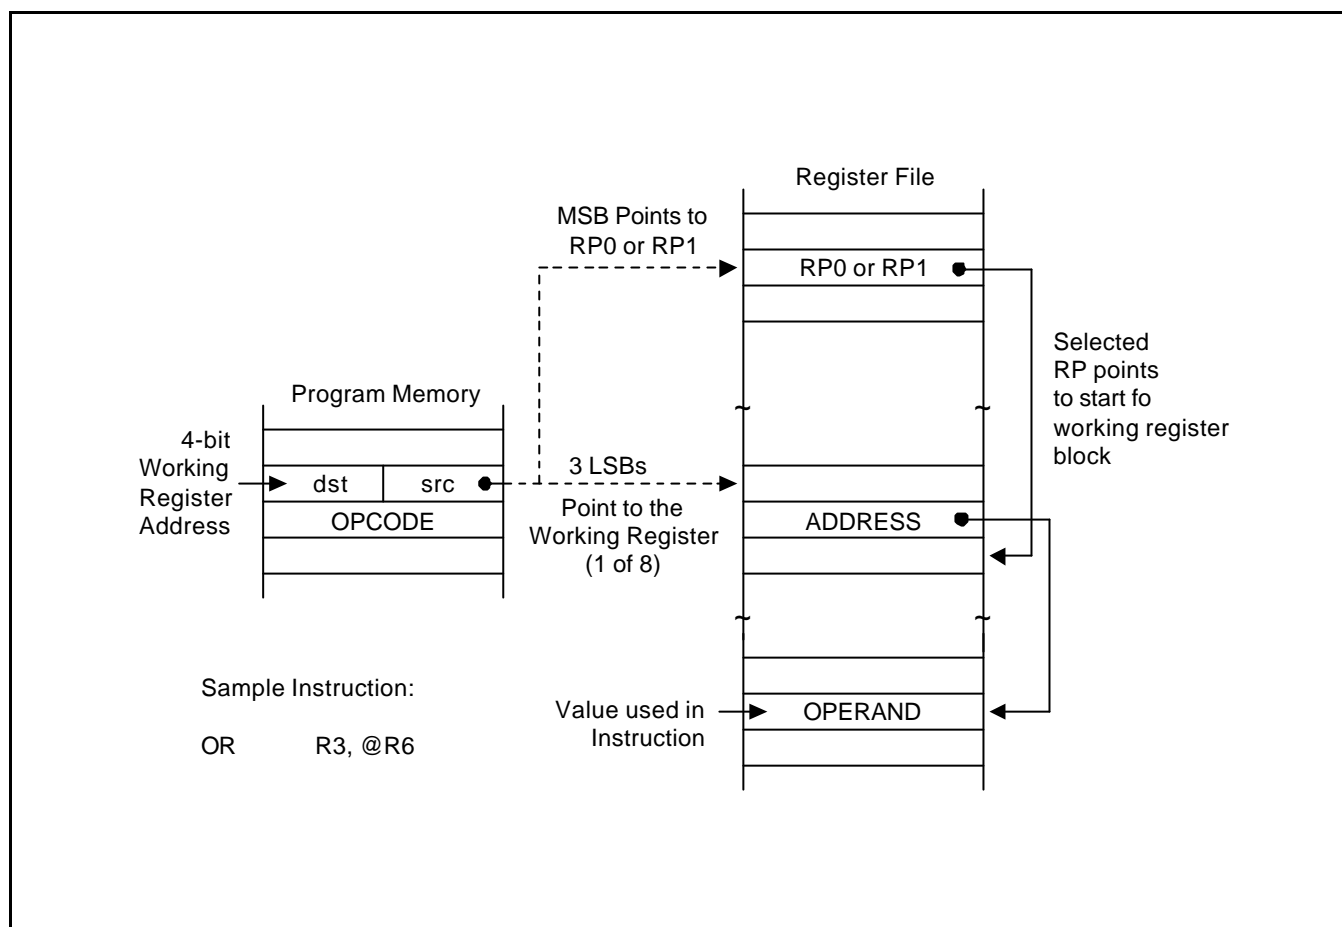 Register File
MSB Points to
RP0 or RP1
RP0 or RP1
Selected
RP points
to start fo
working register
block
Program Memory
4-bit
Working
Register
Address
dst
src
OPCODE
3 LSBs
Point to the
Working Register
(1 of 8)
ADDRESS
~
~
~
~
Sample Instruction:
OR R3, @R6
Value used in
Instruction
OPERAND